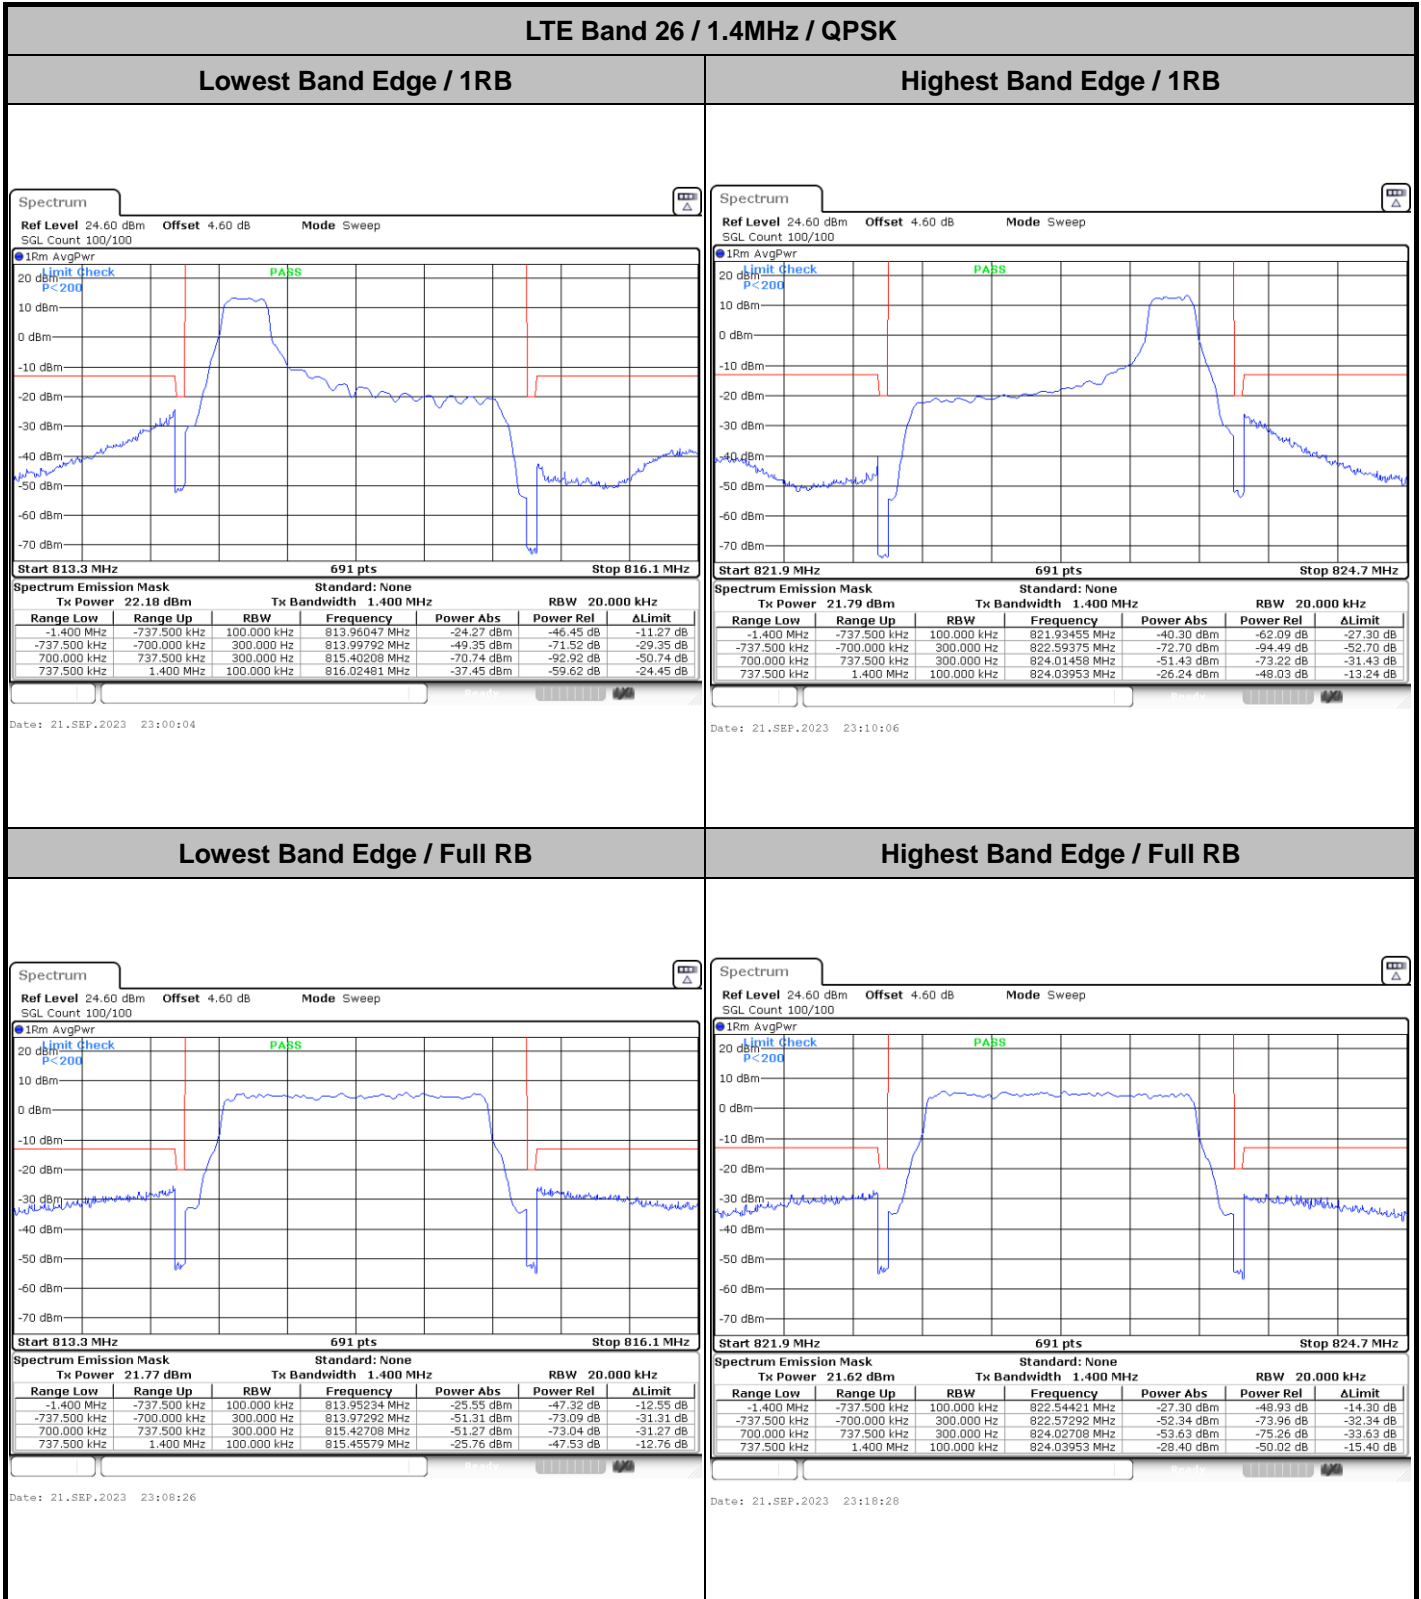 LTE Band 26 / 1.4MHz / QPSK
Lowest Band Edge / 1RB
Highest Band Edge / 1RB
Spectrum
Ref Level 24.60 dBm Offset 4.60 dB Mode Sweep
SGL Count 100/100
1Rm AvgPwr
Limit Check PASS
P<200
20 dBm
10 dBm
0 dBm
-10 dBm
-20 dBm
-30 dBm
-40 dBm
-50 dBm
-60 dBm
-70 dBm
Start 813.3 MHz 691 pts Stop 816.1 MHz
Spectrum Emission Mask Standard: None
Tx Power 22.18 dBm Tx Bandwidth 1.400 MHz RBW 20.000 kHz
Range Low Range Up RBW Frequency Power Abs Power Rel ΔLimit
-1.400 MHz -737.500 kHz 100.000 kHz 813.96047 MHz -24.27 dBm -46.45 dB -11.27 dB
-737.500 kHz -700.000 kHz 300.000 Hz 813.99792 MHz -49.35 dBm -71.52 dB -29.35 dB
700.000 kHz 737.500 kHz 300.000 Hz 815.40208 MHz -70.74 dBm -92.92 dB -50.74 dB
737.500 kHz 1.400 MHz 100.000 kHz 816.02481 MHz -37.45 dBm -59.62 dB -24.45 dB
Ready
Date: 21.SEP.2023 23:00:04
Spectrum
Ref Level 24.60 dBm Offset 4.60 dB Mode Sweep
SGL Count 100/100
1Rm AvgPwr
Limit Check PASS
P<200
20 dBm
10 dBm
0 dBm
-10 dBm
-20 dBm
-30 dBm
-40 dBm
-50 dBm
-60 dBm
-70 dBm
Start 821.9 MHz 691 pts Stop 824.7 MHz
Spectrum Emission Mask Standard: None
Tx Power 21.79 dBm Tx Bandwidth 1.400 MHz RBW 20.000 kHz
Range Low Range Up RBW Frequency Power Abs Power Rel ΔLimit
-1.400 MHz -737.500 kHz 100.000 kHz 821.93455 MHz -40.30 dBm -62.09 dB -27.30 dB
-737.500 kHz -700.000 kHz 300.000 Hz 822.59375 MHz -72.70 dBm -94.49 dB -52.70 dB
700.000 kHz 737.500 kHz 300.000 Hz 824.01458 MHz -51.43 dBm -73.22 dB -31.43 dB
737.500 kHz 1.400 MHz 100.000 kHz 824.03953 MHz -26.24 dBm -48.03 dB -13.24 dB
Ready
Date: 21.SEP.2023 23:10:06
Lowest Band Edge / Full RB
Highest Band Edge / Full RB
Spectrum
Ref Level 24.60 dBm Offset 4.60 dB Mode Sweep
SGL Count 100/100
1Rm AvgPwr
Limit Check PASS
P<200
20 dBm
10 dBm
0 dBm
-10 dBm
-20 dBm
-30 dBm
-40 dBm
-50 dBm
-60 dBm
-70 dBm
Start 813.3 MHz 691 pts Stop 816.1 MHz
Spectrum Emission Mask Standard: None
Tx Power 21.77 dBm Tx Bandwidth 1.400 MHz RBW 20.000 kHz
Range Low Range Up RBW Frequency Power Abs Power Rel ΔLimit
-1.400 MHz -737.500 kHz 100.000 kHz 813.95234 MHz -25.55 dBm -47.32 dB -12.55 dB
-737.500 kHz -700.000 kHz 300.000 Hz 813.97292 MHz -51.31 dBm -73.09 dB -31.31 dB
700.000 kHz 737.500 kHz 300.000 Hz 815.42708 MHz -51.27 dBm -73.04 dB -31.27 dB
737.500 kHz 1.400 MHz 100.000 kHz 815.45579 MHz -25.76 dBm -47.53 dB -12.76 dB
Ready
Date: 21.SEP.2023 23:08:26
Spectrum
Ref Level 24.60 dBm Offset 4.60 dB Mode Sweep
SGL Count 100/100
1Rm AvgPwr
Limit Check PASS
P<200
20 dBm
10 dBm
0 dBm
-10 dBm
-20 dBm
-30 dBm
-40 dBm
-50 dBm
-60 dBm
-70 dBm
Start 821.9 MHz 691 pts Stop 824.7 MHz
Spectrum Emission Mask Standard: None
Tx Power 21.62 dBm Tx Bandwidth 1.400 MHz RBW 20.000 kHz
Range Low Range Up RBW Frequency Power Abs Power Rel ΔLimit
-1.400 MHz -737.500 kHz 100.000 kHz 822.54421 MHz -27.30 dBm -48.93 dB -14.30 dB
-737.500 kHz -700.000 kHz 300.000 Hz 822.57292 MHz -52.34 dBm -73.96 dB -32.34 dB
700.000 kHz 737.500 kHz 300.000 Hz 824.02708 MHz -53.63 dBm -75.26 dB -33.63 dB
737.500 kHz 1.400 MHz 100.000 kHz 824.03953 MHz -28.40 dBm -50.02 dB -15.40 dB
Ready
Date: 21.SEP.2023 23:18:28